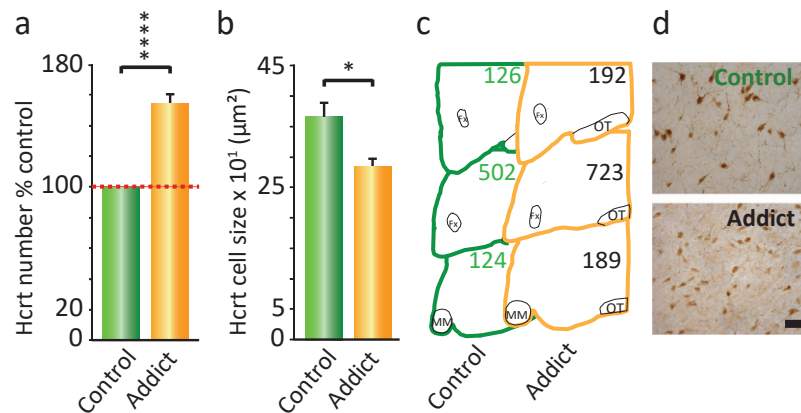 a
****
180
100
20
0
Hcrt number % control
Control
Addict
b
*
45
25
5
0
Hcrt cell size x 10¹ (µm²)
Control
Addict
c
126
192
Fx
Fx
OT
502
723
Fx
Fx
OT
124
189
MM
MM
OT
Control
Addict
d
Control
Addict